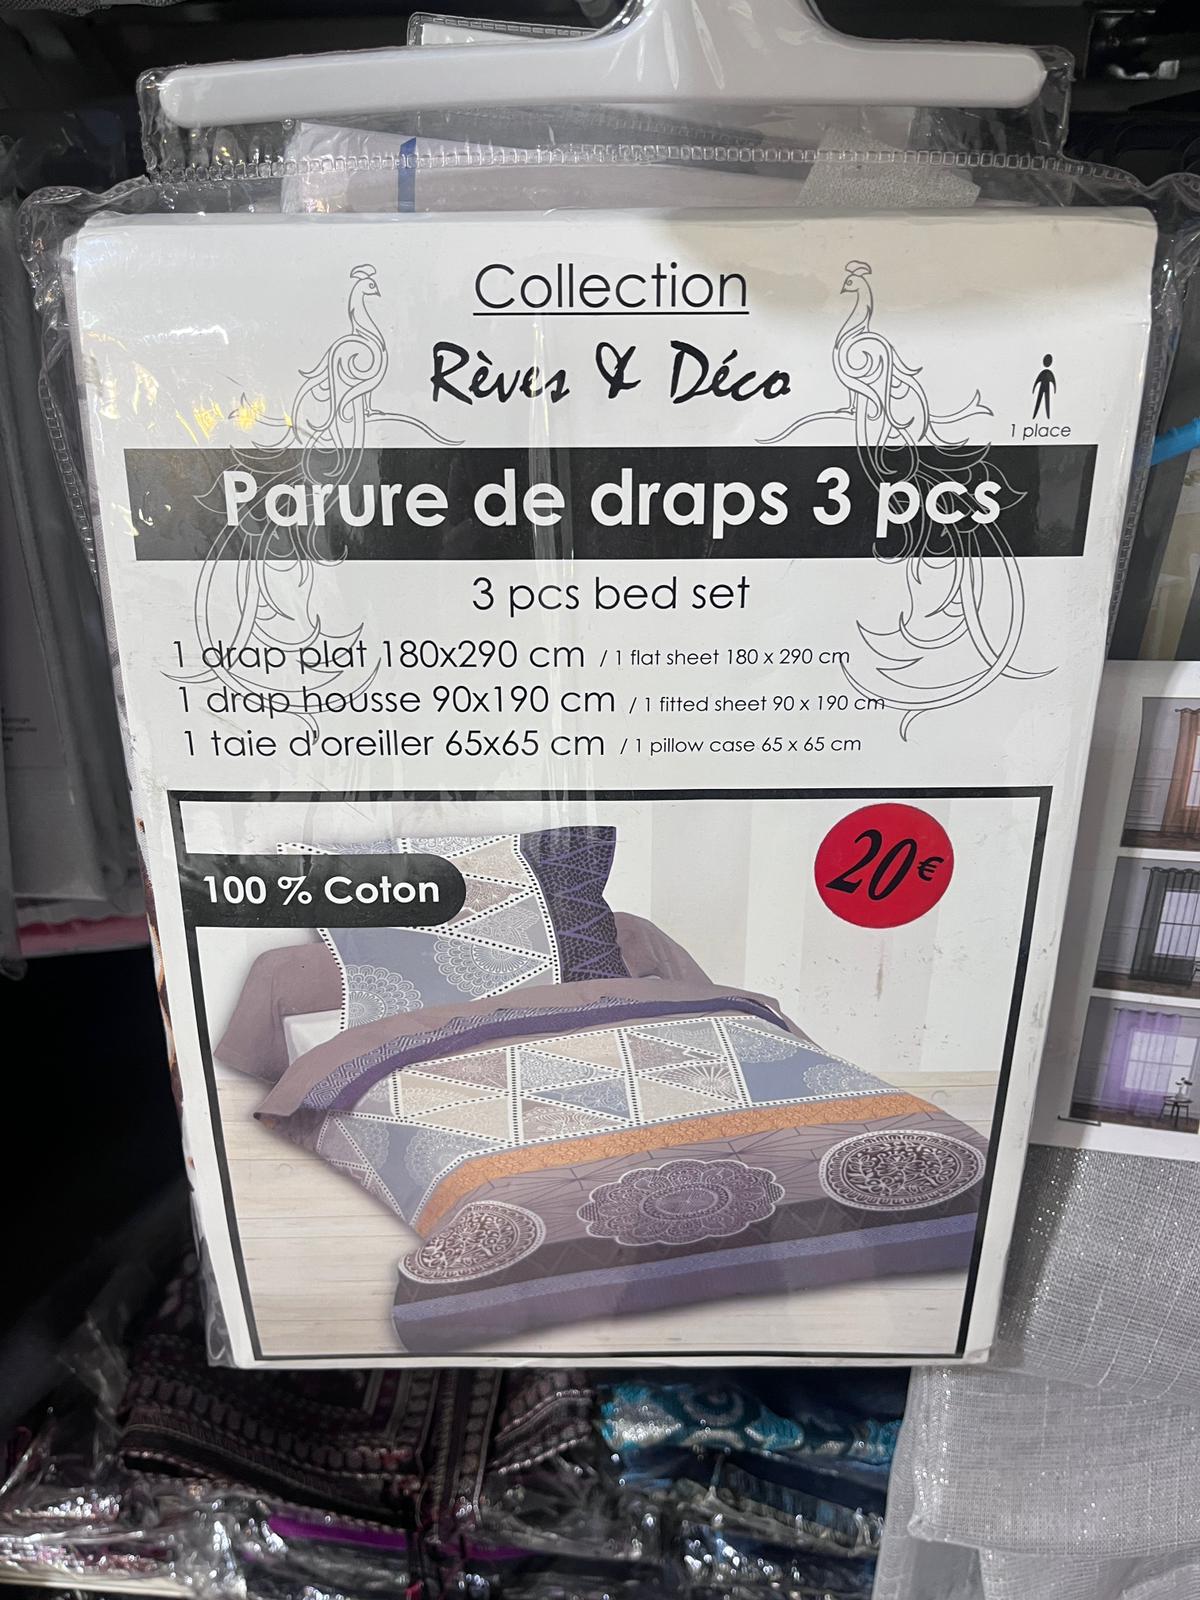 Collection
Rèves & Déco
1 place
Parure de draps 3 pcs
3 pcs bed set
1 drap plat 180x290 cm / 1 flat sheet 180 x 290 cm
1 drap housse 90x190 cm / 1 fitted sheet 90 x 190 cm
1 taie d'oreiller 65x65 cm / 1 pillow case 65 x 65 cm
100 % Coton
20€